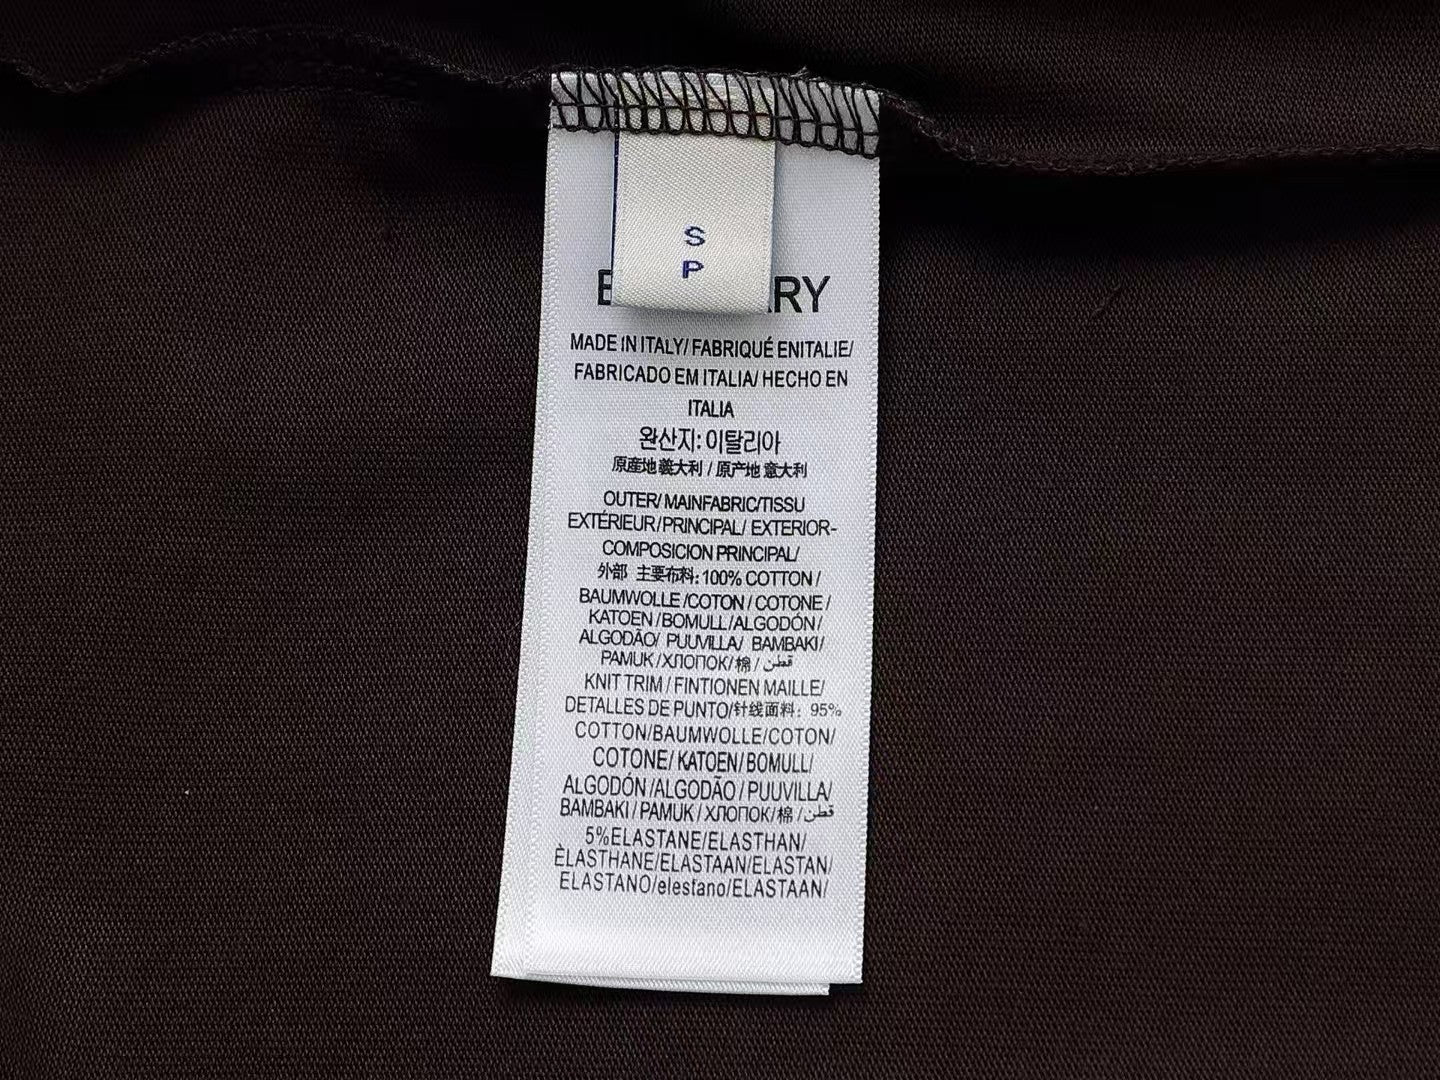 S
P
RY
MADE IN ITALY/ FABRIQUÉ ENITALIE/
FABRICADO EM ITALIA/ HECHO EN
ITALIA
완산지: 이탈리아
原産地 義大利 / 原产地 意大利
OUTER/ MAINFABRIC/TISSU
EXTÉRIEUR/PRINCIPAL/ EXTERIOR-
COMPOSICION PRINCIPAL/
外部 主要布料: 100% COTTON /
BAUMWOLLE /COTON / COTONE /
KATOEN / BOMULL /ALGODÓN /
ALGODÃO/ PUUVILLA/ BAMBAKI/
PAMUK /ХЛОПОК/ 棉 / قطن
KNIT TRIM / FINTIONEN MAILLE/
DETALLES DE PUNTO/针线面料: 95%
COTTON/BAUMWOLLE/COTON/
COTONE/ KATOEN/ BOMULL/
ALGODÓN /ALGODÃO / PUUVILLA/
BAMBAKI / PAMUK / ХЛОПОК/ 棉 / قطن
5%ELASTANE/ELASTHAN/
ÈLASTHANE/ELASTAAN/ELASTAN/
ELASTANO/elestano/ELASTAAN/